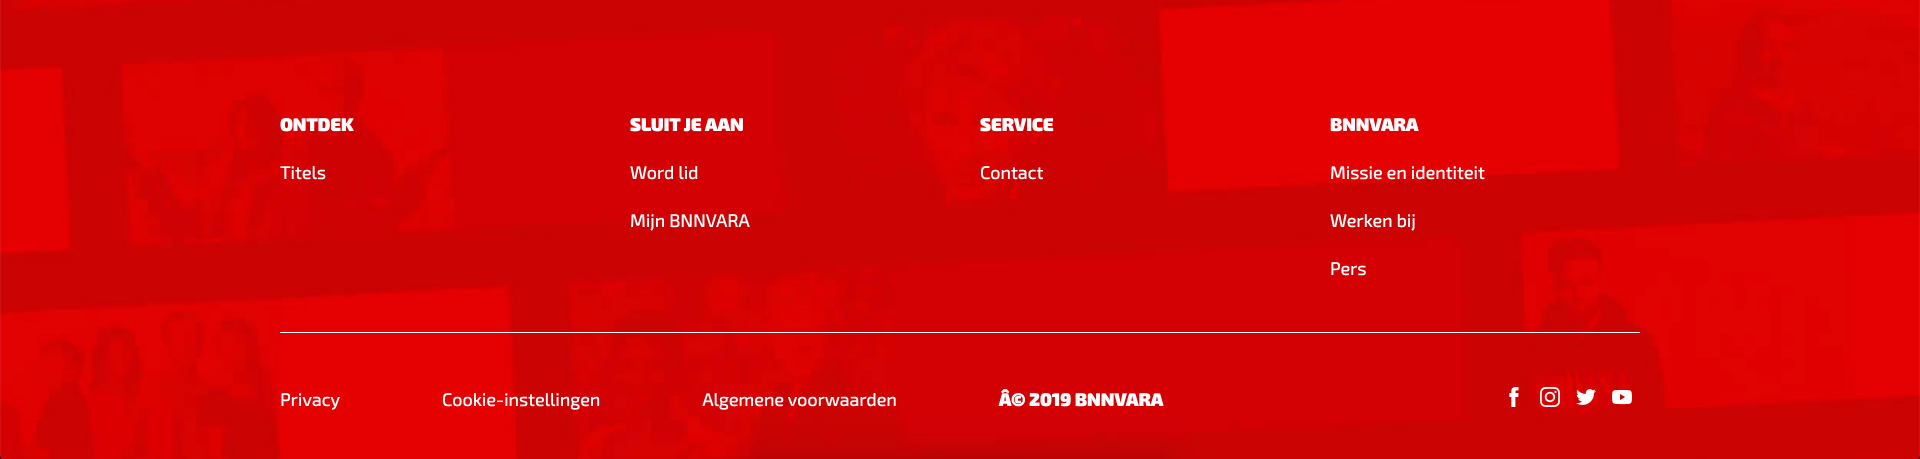 ONTDEK
Titels
SLUIT JE AAN
Word lid
Mijn BNNVARA
SERVICE
Contact
BNNVARA
Missie en identiteit
Werken bij
Pers
Privacy
Cookie-instellingen
Algemene voorwaarden
Â© 2019 BNNVARA